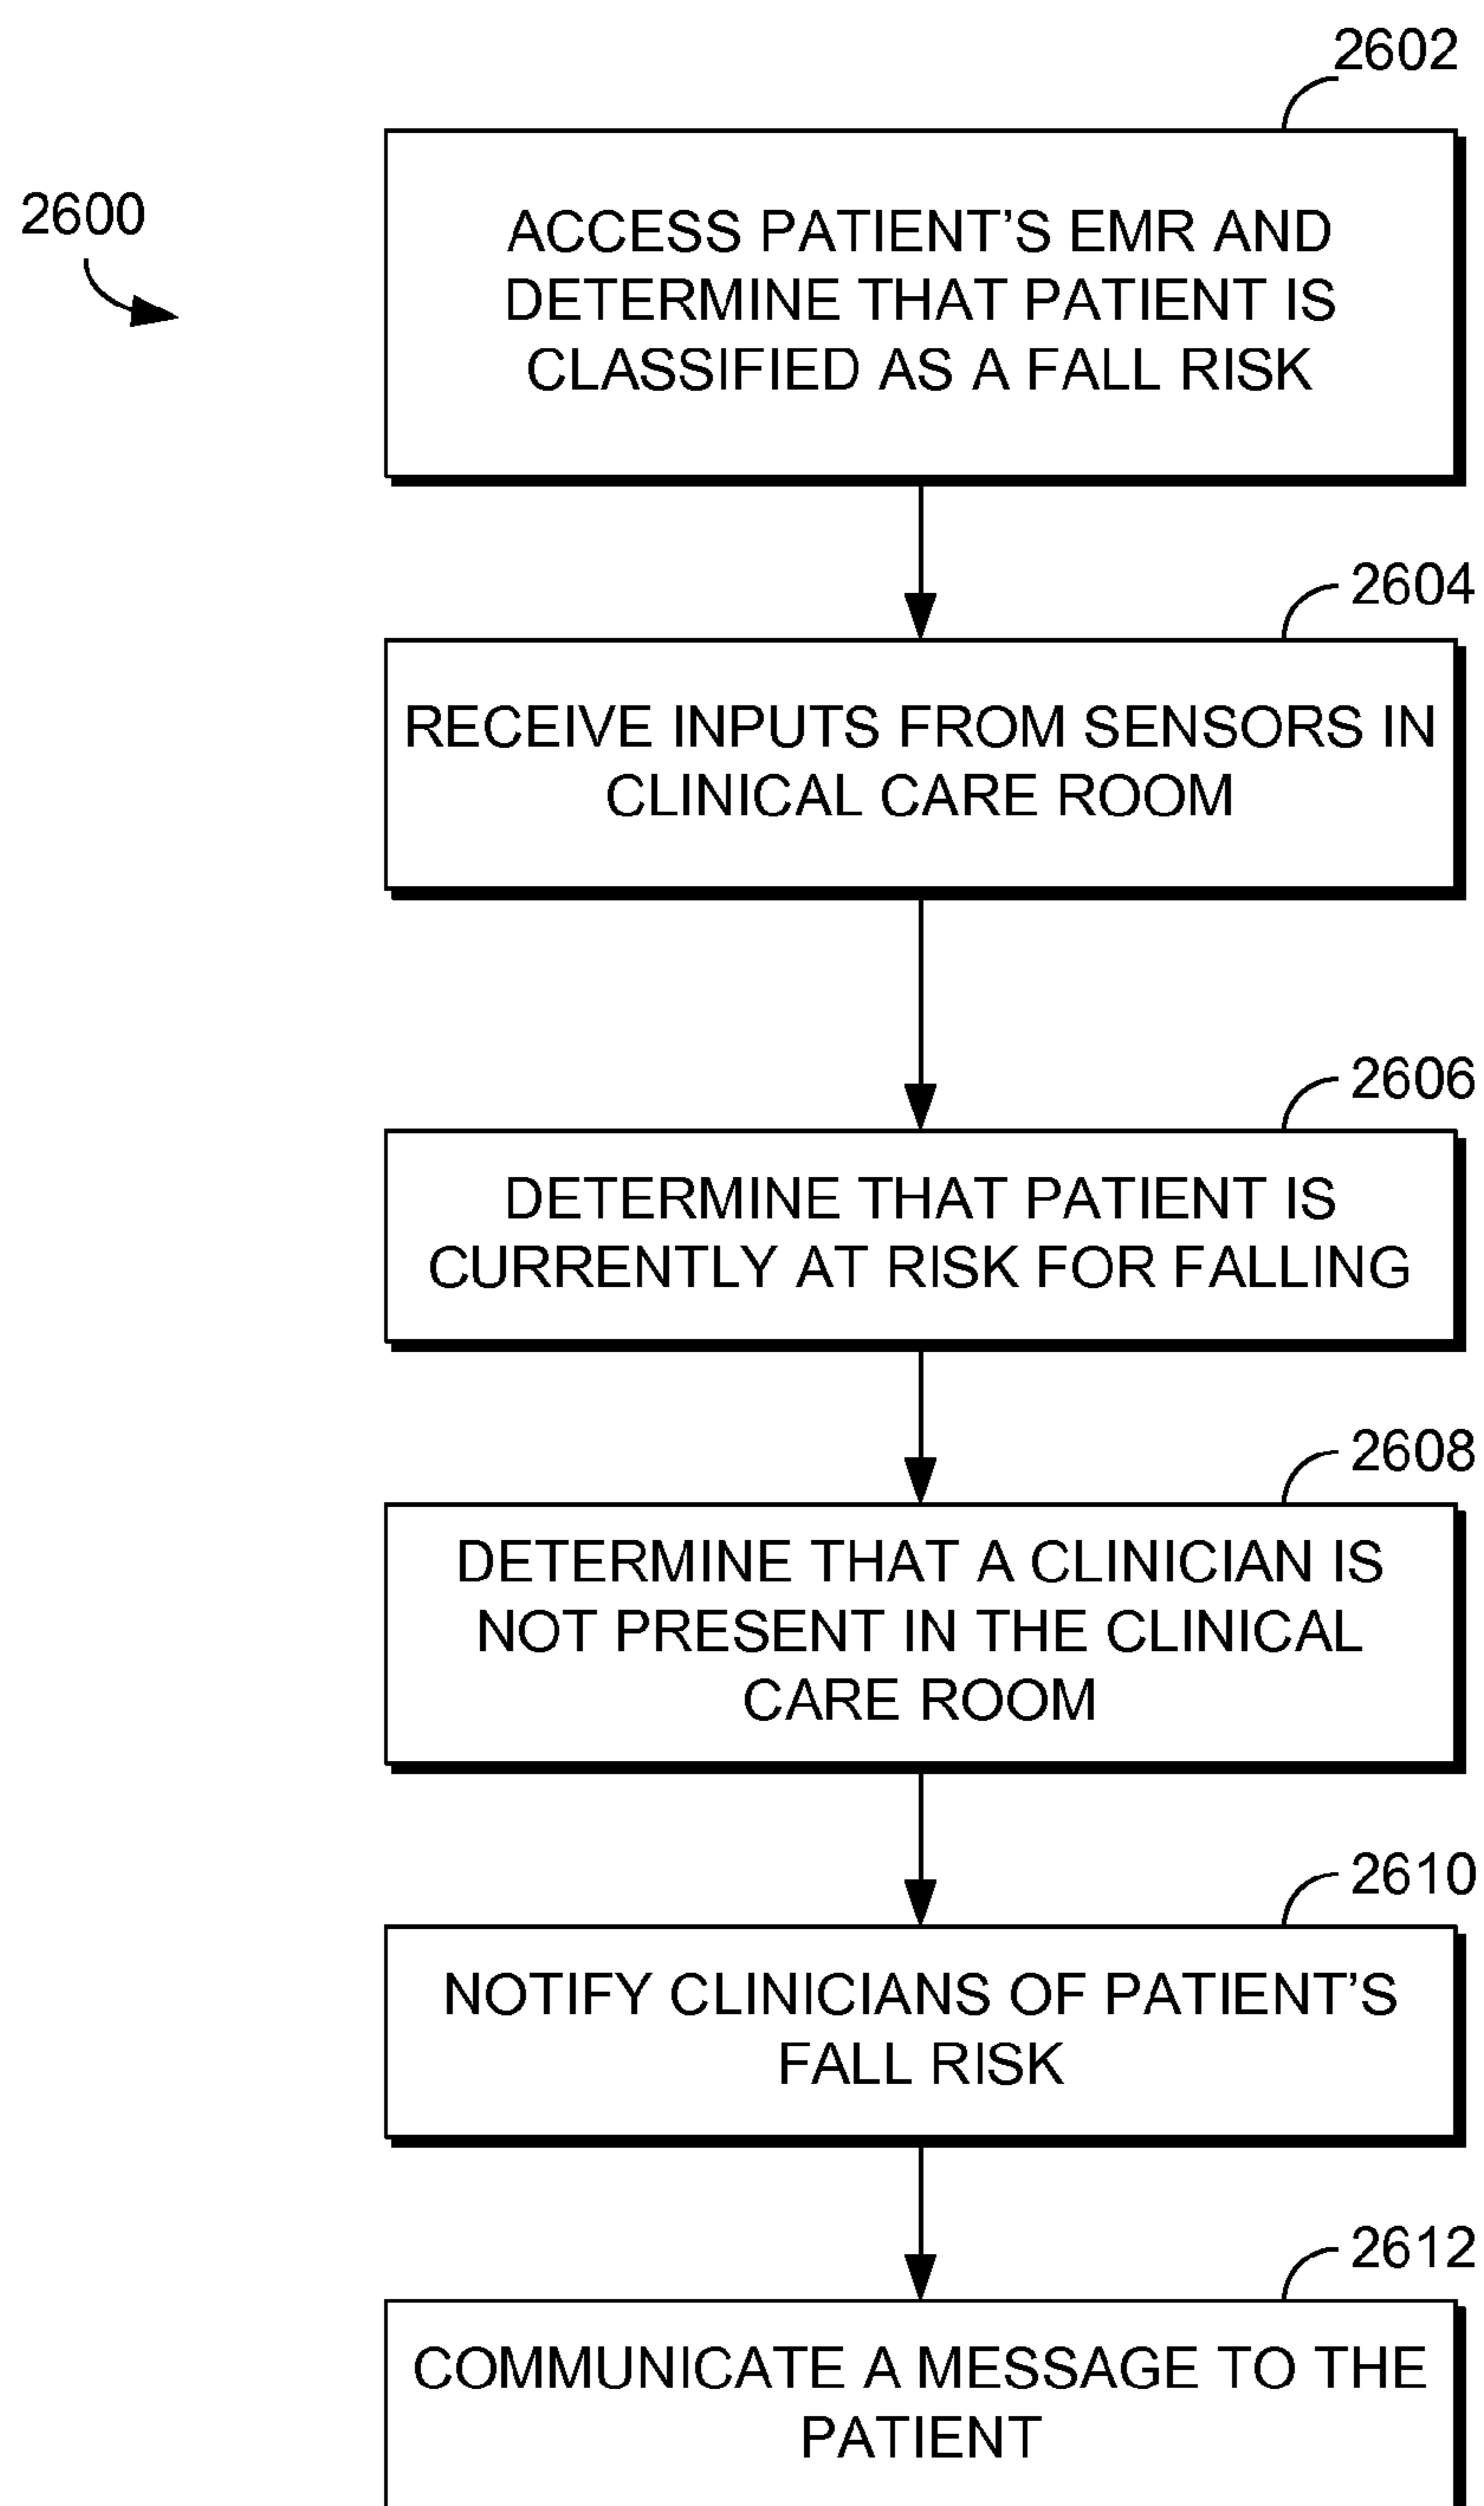 2602
2600
ACCESS PATIENT’S EMR AND
DETERMINE THAT PATIENT IS
CLASSIFIED AS A FALL RISK
2604
RECEIVE INPUTS FROM SENSORS IN
CLINICAL CARE ROOM
2606
DETERMINE THAT PATIENT IS
CURRENTLY AT RISK FOR FALLING
2608
DETERMINE THAT A CLINICIAN IS
NOT PRESENT IN THE CLINICAL
CARE ROOM
2610
NOTIFY CLINICIANS OF PATIENT’S
FALL RISK
2612
COMMUNICATE A MESSAGE TO THE
PATIENT